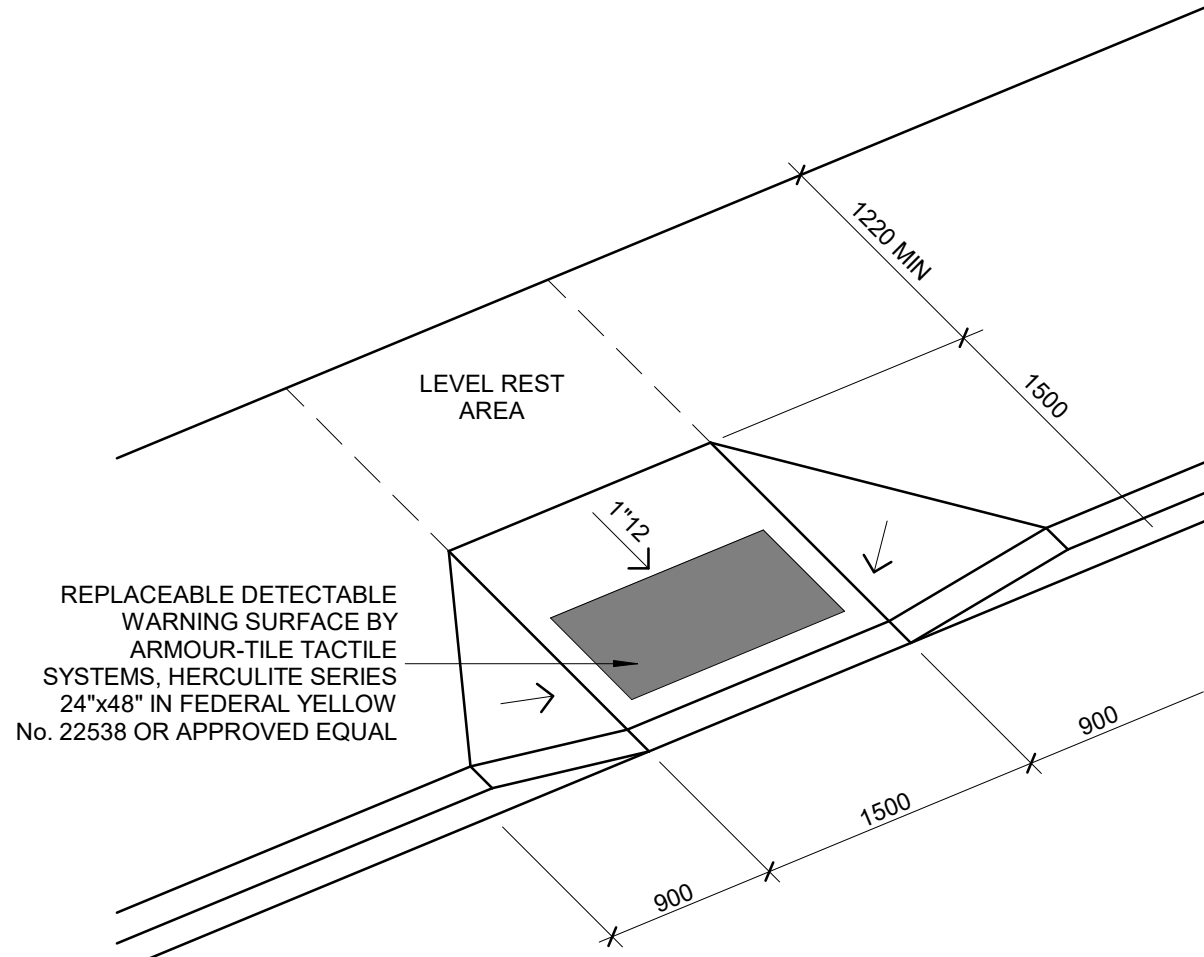 1220 MIN
LEVEL REST
AREA
1500
1"12
REPLACEABLE DETECTABLE
WARNING SURFACE BY
ARMOUR-TILE TACTILE
SYSTEMS, HERCULITE SERIES
24"x48" IN FEDERAL YELLOW
No. 22538 OR APPROVED EQUAL
900
1500
900